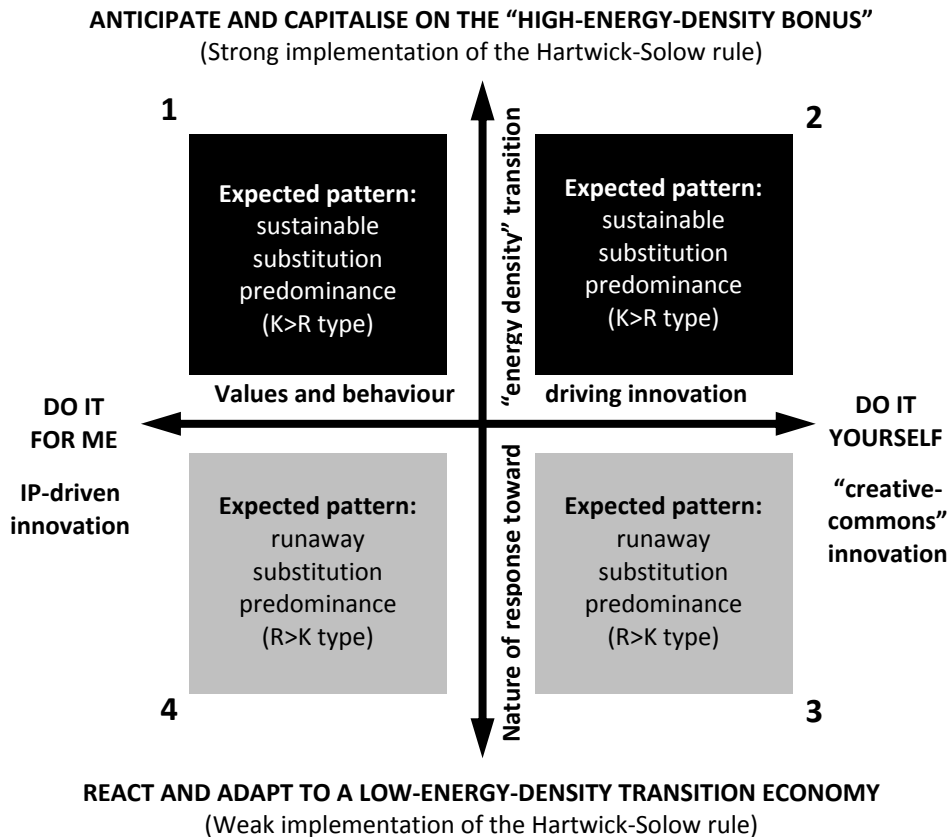 ANTICIPATE AND CAPITALISE ON THE “HIGH-ENERGY-DENSITY BONUS”
(Strong implementation of the Hartwick-Solow rule)
1
2
Expected pattern:
sustainable
substitution
predominance
(K>R type)
Expected pattern:
sustainable
substitution
predominance
(K>R type)
“energy density” transition
Values and behaviour
driving innovation
DO IT
FOR ME
IP-driven
innovation
DO IT
YOURSELF
“creative-
commons”
innovation
Expected pattern:
runaway
substitution
predominance
(R>K type)
Nature of response toward
Expected pattern:
runaway
substitution
predominance
(R>K type)
4
3
REACT AND ADAPT TO A LOW-ENERGY-DENSITY TRANSITION ECONOMY
(Weak implementation of the Hartwick-Solow rule)